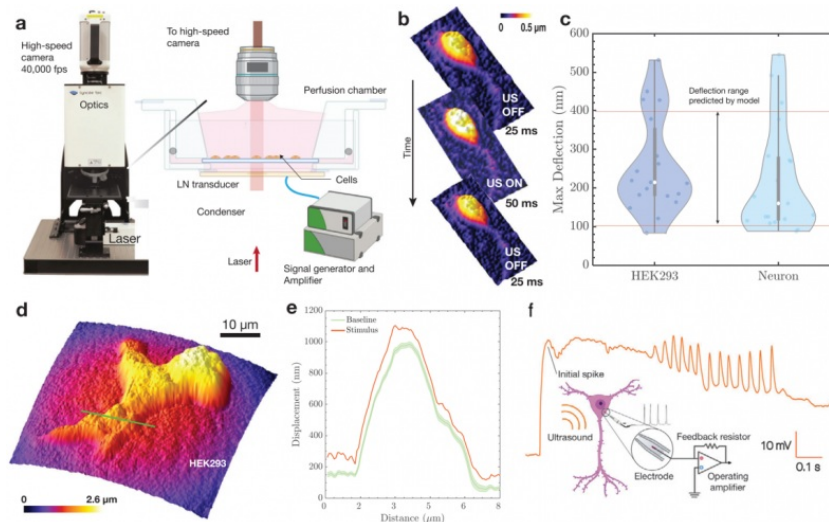 a
High-speed
camera
40,000 fps
Optics
Laser
To high-speed
camera
Perfusion chamber
LN transducer
Cells
Condenser
Laser
Signal generator and
Amplifier
b
0 0.5 µm
Time
US
OFF
25 ms
US ON
50 ms
US
OFF
25 ms
c
Max Deflection (nm)
600
500
400
300
200
100
0
Deflection range
predicted by model
HEK293
Neuron
d
10 µm
HEK293
0 2.6 µm
e
Baseline
Stimulus
Displacement (nm)
1200
1000
800
600
400
200
0
0 2 3 4 5 6 8
Distance (µm)
f
Initial spike
Ultrasound
Electrode
Feedback resistor
Operating
amplifier
10 mV
0.1 s